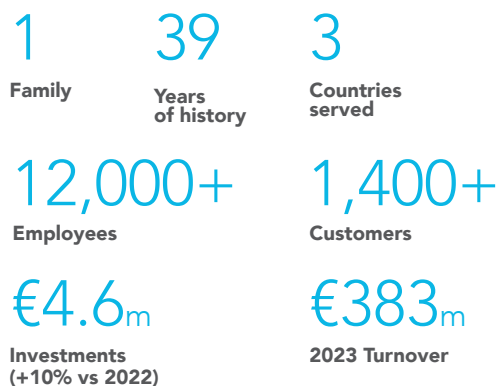 1
Family
39
Years
of history
3
Countries
served
12,000+
Employees
1,400+
Customers
€4.6m
Investments
(+10% vs 2022)
€383m
2023 Turnover